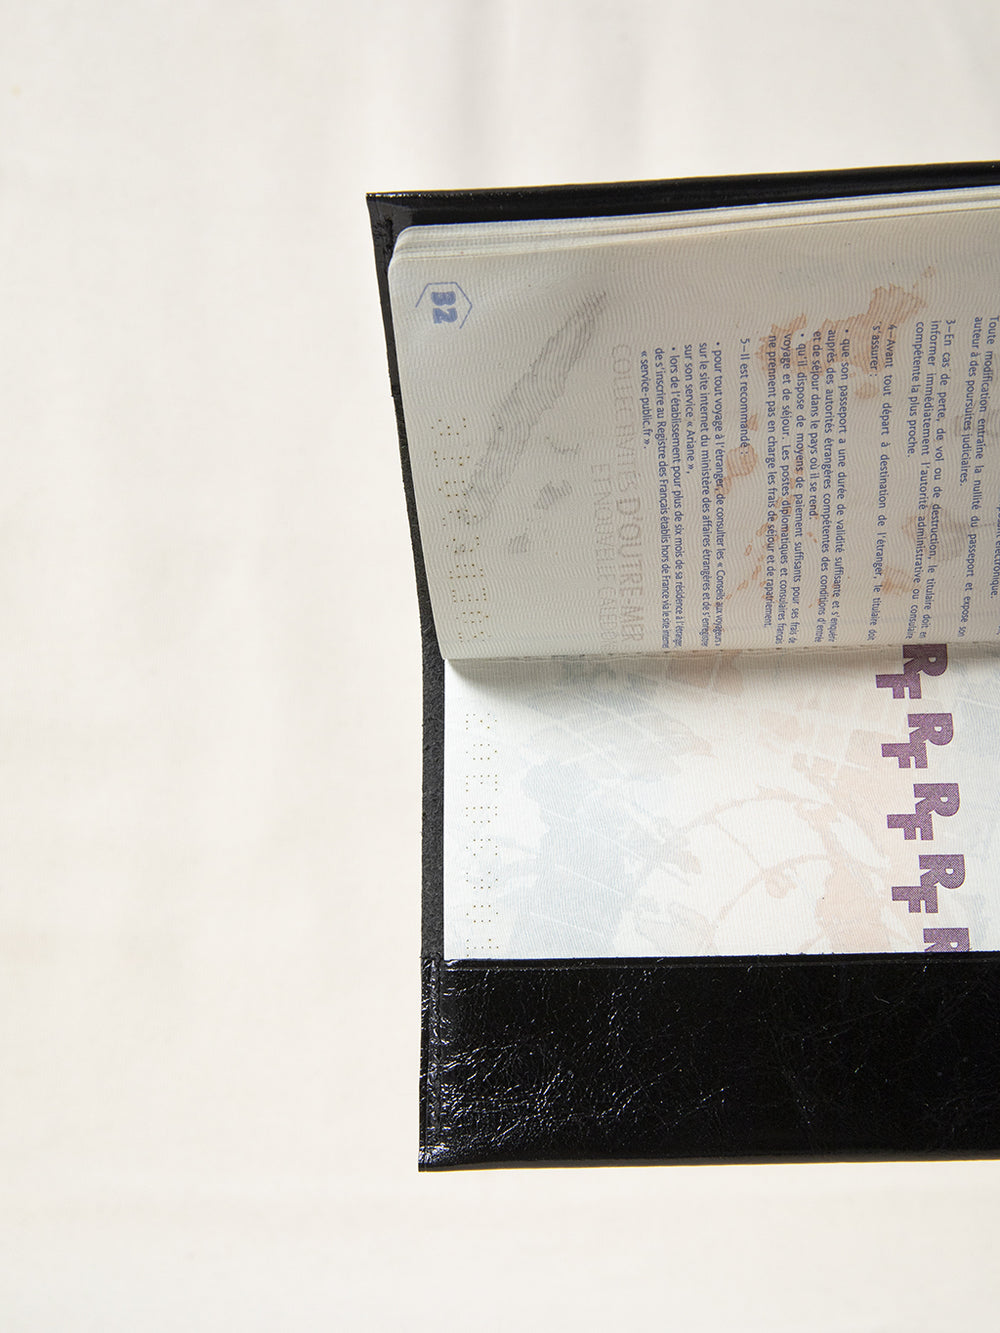 Toute modification entraîne la nullité du passeport et expose son
auteur à des poursuites judiciaires.
3–En cas de perte, de vol ou de destruction, le titulaire doit en
informer immédiatement l'autorité administrative ou consulaire
compétente la plus proche.
4–Avant tout départ à destination de l'étranger, le titulaire doit
s'assurer :
• que son passeport a une durée de validité suffisante et s'enquérir
auprès des autorités étrangères compétentes des conditions d'entrée
et de séjour dans le pays où il se rend.
• qu'il dispose de moyens de paiement suffisants pour ses frais de
voyage et de séjour. Les postes diplomatiques et consulaires français
ne prennent pas en charge les frais de séjour et de rapatriement.
5–Il est recommandé :
• pour tout voyage à l'étranger, de consulter les « Conseils aux voyageurs »
sur le site internet du ministère des affaires étrangères et de s'enregistrer
sur son service « Ariane »,
• lors de l'établissement pour plus de six mois de sa résidence à l'étranger,
de s'inscrire au Registre des Français établis hors de France via le site internet
« service-public.fr ».
COLLECTIVITÉS D'OUTRE-MER
ET NOUVELLE
B2
RF
RF
RF
RF
R